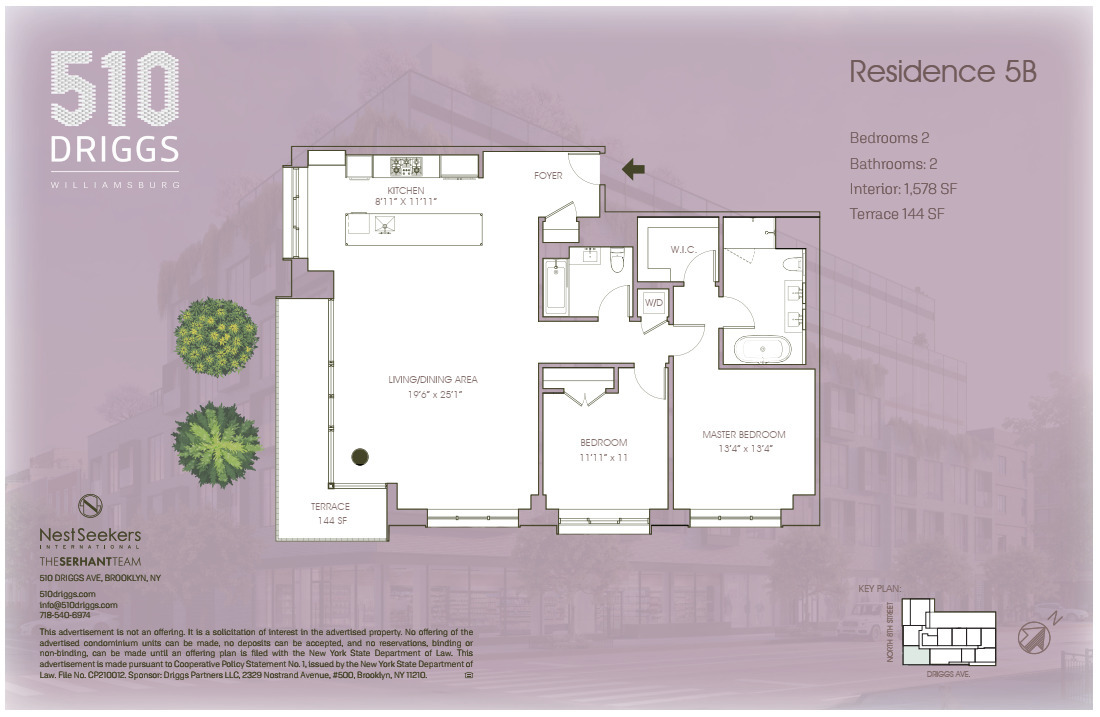 510
DRIGGS
WILLIAMSBURG
Residence 5B
Bedrooms 2
Bathrooms: 2
Interior: 1,578 SF
Terrace 144 SF
KITCHEN
8'11" X 11'11"
FOYER
W.I.C.
W/D
LIVING/DINING AREA
19'6" x 25'1"
BEDROOM
11'11" x 11
MASTER BEDROOM
13'4" x 13'4"
TERRACE
144 SF
NestSeekers
INTERNATIONAL
THESERHANTTEAM
510 DRIGGS AVE, BROOKLYN, NY
510driggs.com
info@510driggs.com
718-540-6974
This advertisement is not an offering. It is a solicitation of interest in the advertised property. No offering of the
advertised condominium units can be made, no deposits can be accepted, and no reservations, binding or
non-binding, can be made until an offering plan is filed with the New York State Department of Law. This
advertisement is made pursuant to Cooperative Policy Statement No. 1, issued by the New York State Department of
Law. File No. CP210012. Sponsor: Driggs Partners LLC, 2329 Nostrand Avenue, #500, Brooklyn, NY 11210.
KEY PLAN:
NORTH 8TH STREET
DRIGGS AVE.
N